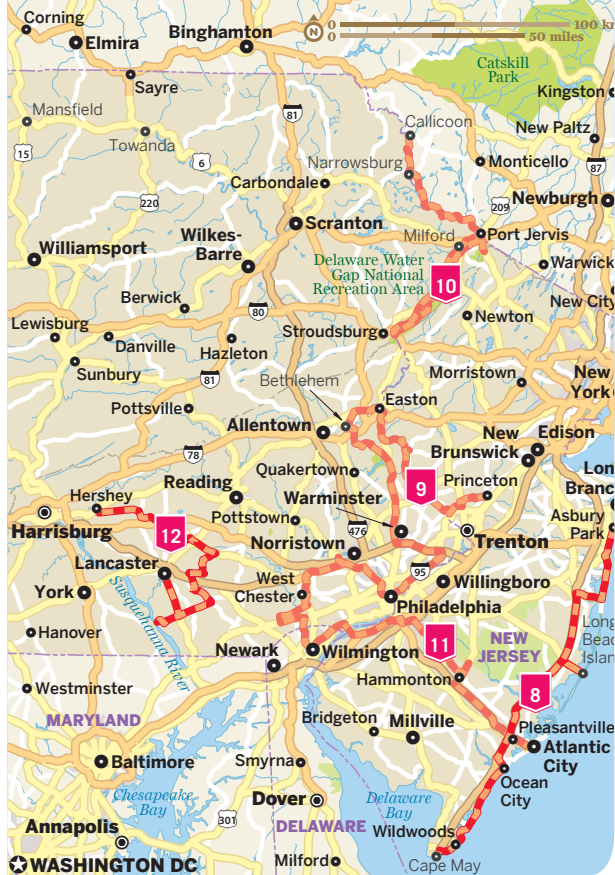 Corning
Elmira
Binghamton
N
0
100 km
0
50 miles
Catskill
Park
Sayre
Kingston
Mansfield
Callicoon
New Paltz
81
Towanda
15
6
Narrowsburg
Monticello
87
Carbondale
220
209
Newburgh
Scranton
Milford
Port Jervis
Williamsport
Wilkes-
Barre
Delaware Water
Gap National
Recreation Area
Warwick
10
Berwick
80
New City
Newton
Lewisburg
Stroudsburg
Danville
Hazleton
Sunbury
81
Bethlehem
Morristown
New
York
Pottsville
Easton
Allentown
New
Brunswick
Edison
78
Quakertown
Reading
9
Princeton
Lon
Branc
Hershey
Warminster
Asbury
Park
Pottstown
Harrisburg
12
476
Trenton
Norristown
Lancaster
95
West
Chester
Willingboro
York
Philadelphia
Susquehanna River
Hanover
11
NEW
JERSEY
Long
Beac
Islan
Newark
Wilmington
Hammonton
Westminster
8
MARYLAND
Bridgeton
Millville
Pleasantville
Atlantic
City
Baltimore
Smyrna
Ocean
City
Chesapeake
Bay
Dover
Delaware
Bay
301
Annapolis
DELAWARE
Wildwoods
WASHINGTON DC
Milford
Cape May